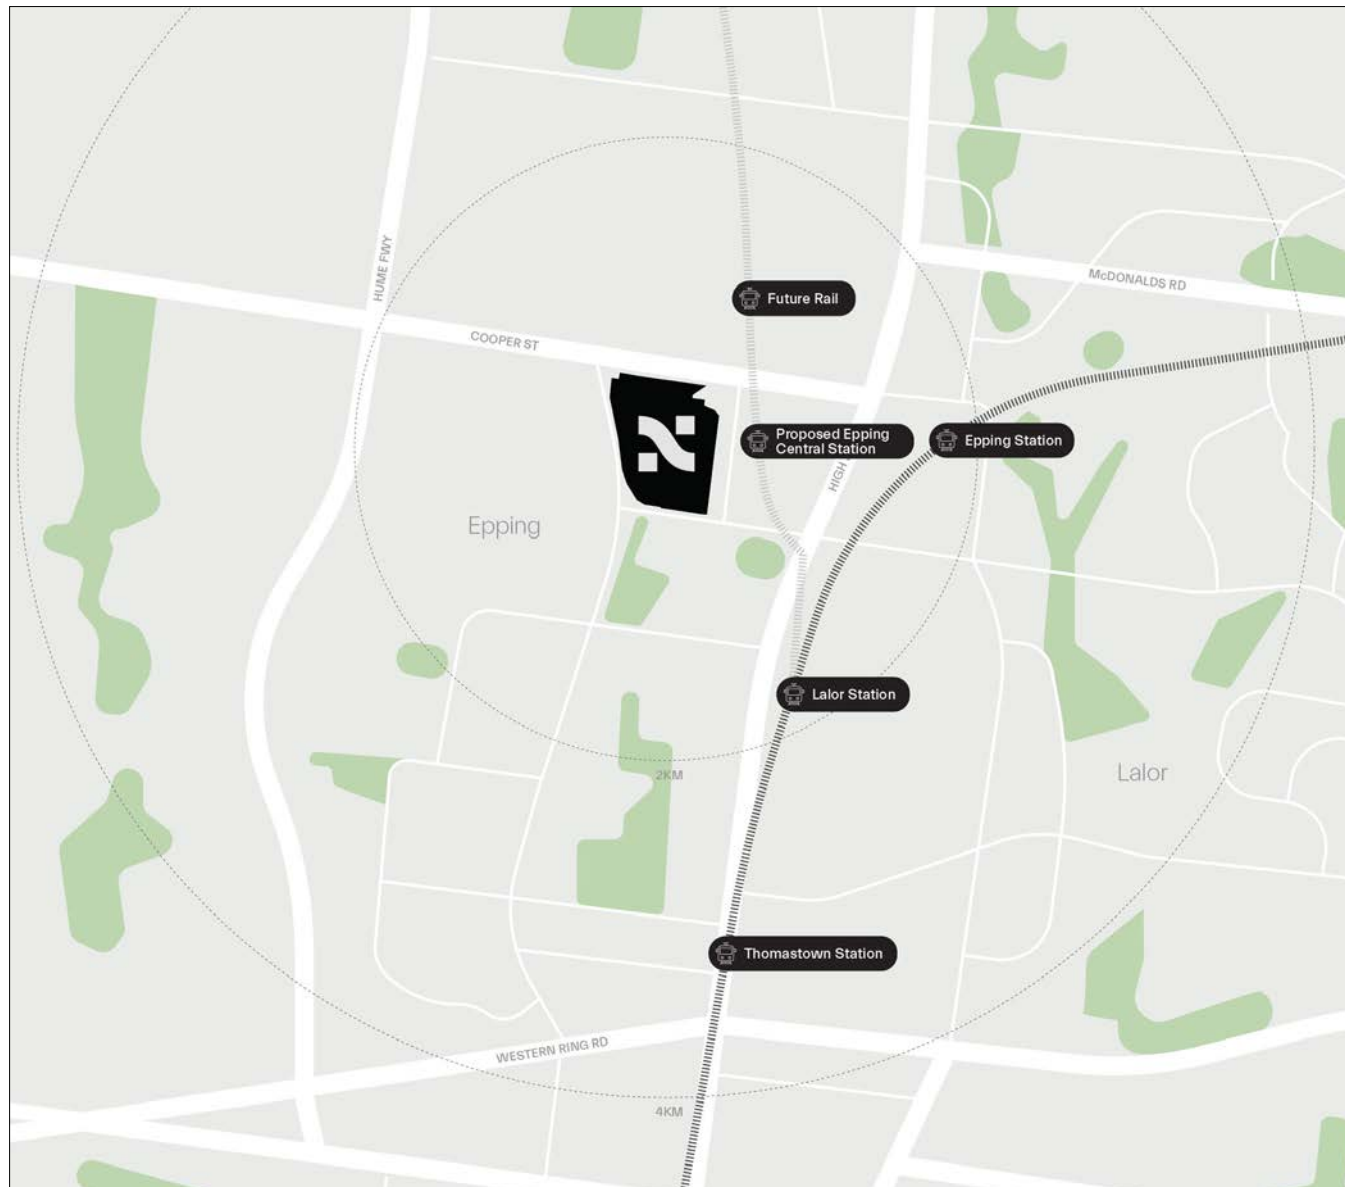 HUME FWY
McDONALDS RD
Future Rail
COOPER ST
Proposed Epping
Central Station
Epping Station
HIGH
Epping
Lalor Station
2KM
Lalor
Thomastown Station
WESTERN RING RD
4KM